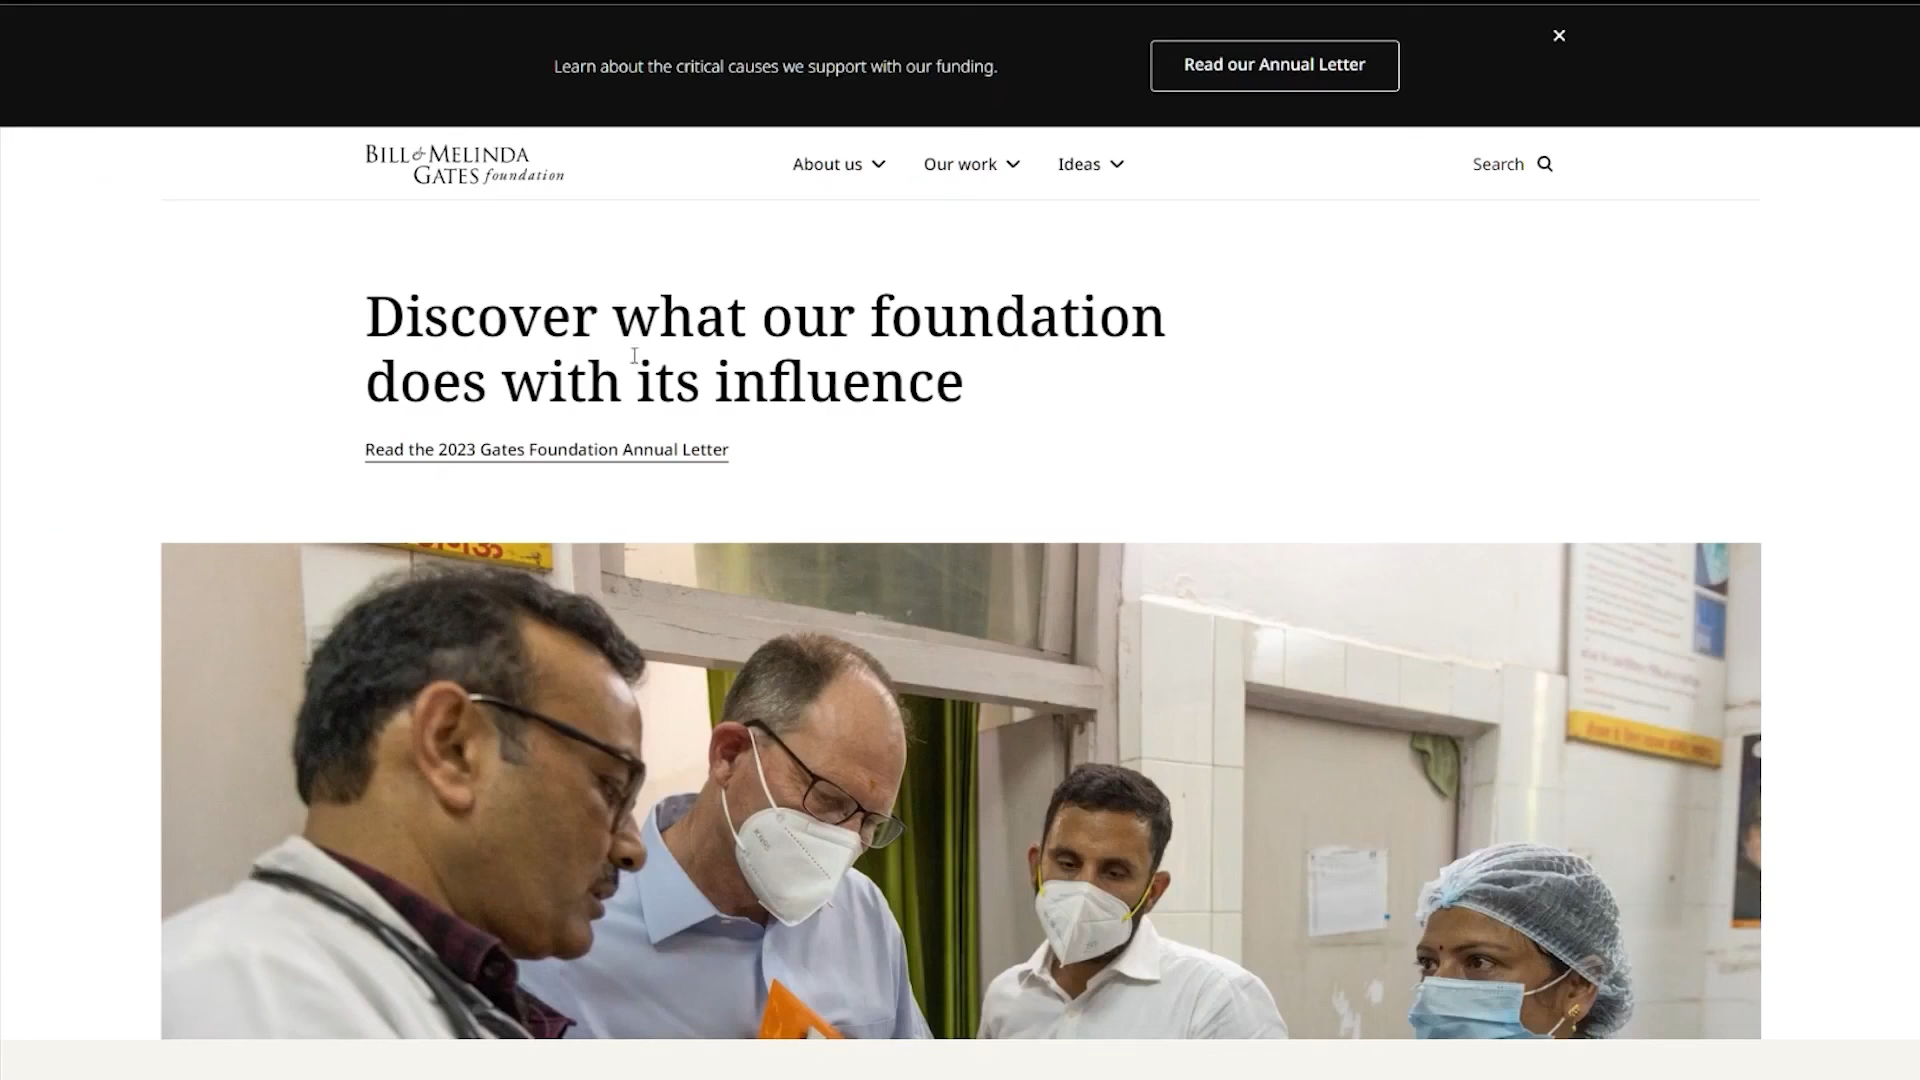 Learn about the critical causes we support with our funding.
Read our Annual Letter
BILL & MELINDA
GATES foundation
About us
Our work
Ideas
Search
Discover what our foundation
does with its influence
Read the 2023 Gates Foundation Annual Letter